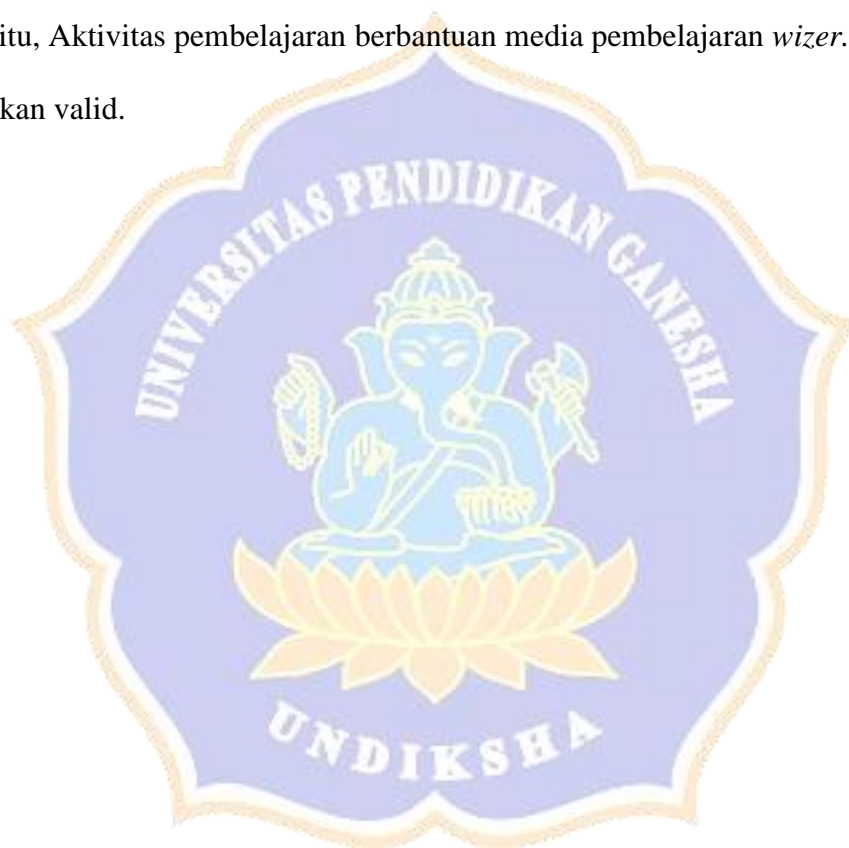 itu, Aktivitas pembelajaran berbantuan media pembelajaran wizer.
kan valid.
UNIVERSITAS PENDIDIKAN GANESHA
UNDIKSHA